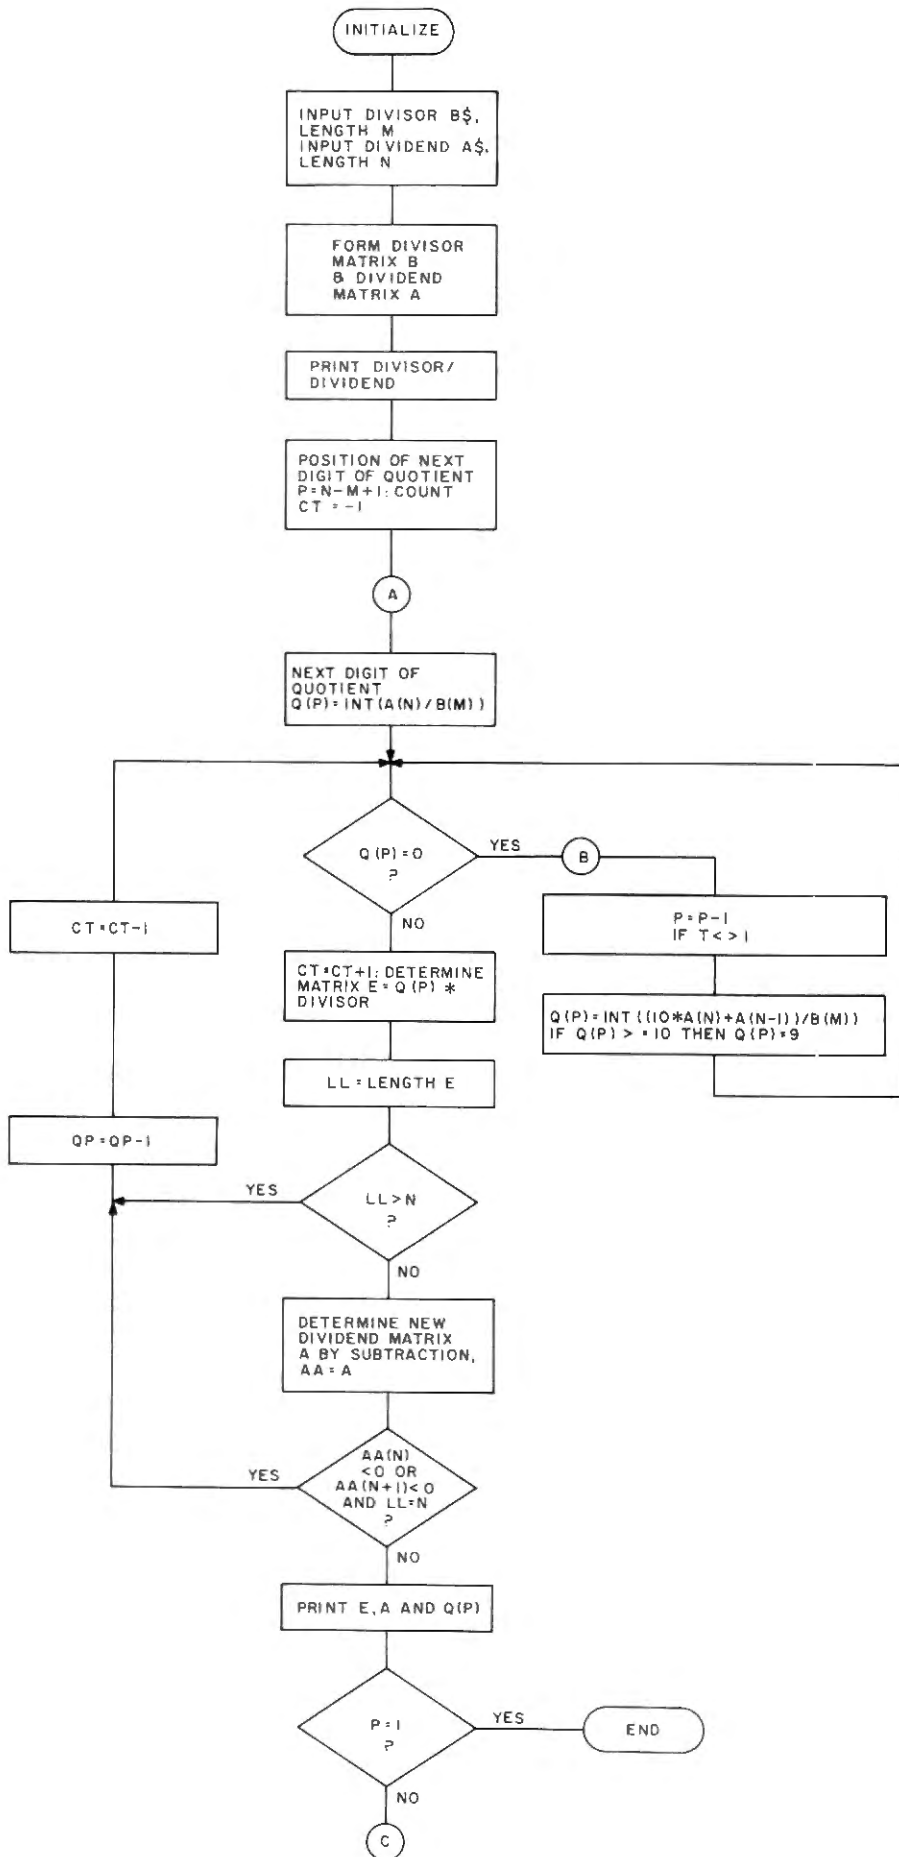 INITIALIZE
INPUT DIVISOR B$,
LENGTH M
INPUT DIVIDEND A$,
LENGTH N
FORM DIVISOR
MATRIX B
& DIVIDEND
MATRIX A
PRINT DIVISOR/
DIVIDEND
POSITION OF NEXT
DIGIT OF QUOTIENT
P=N-M+1: COUNT
CT = -1
A
NEXT DIGIT OF
QUOTIENT
Q(P)=INT(A(N)/B(M))
Q(P)=0
?
YES
B
NO
P=P-1
IF T<>1
Q(P)=INT((10*A(N)+A(N-1))/B(M))
IF Q(P) > =10 THEN Q(P)=9
CT=CT-1
CT=CT+1: DETERMINE
MATRIX E=Q(P) *
DIVISOR
LL=LENGTH E
QP=QP-1
YES
LL>N
?
NO
DETERMINE NEW
DIVIDEND MATRIX
A BY SUBTRACTION,
AA=A
YES
AA(N)
<0 OR
AA(N+1)<0
AND LL=N
?
NO
PRINT E,A AND Q(P)
P=1
?
YES
END
NO
C